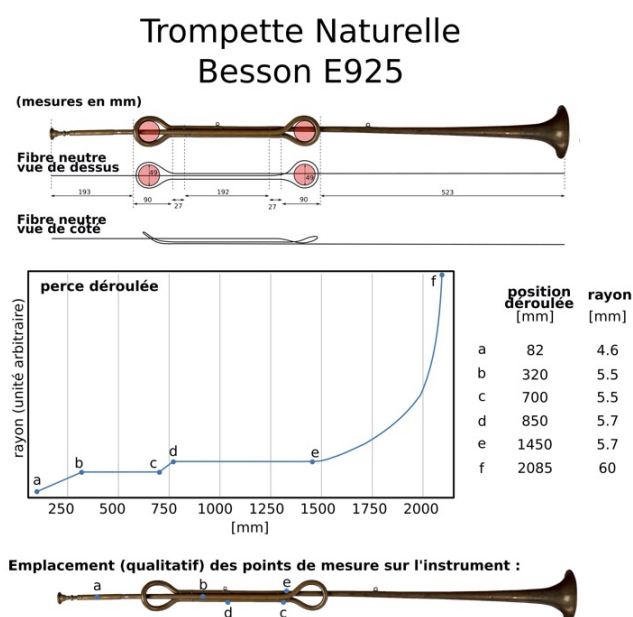 Trompette Naturelle
Besson E925
(mesures en mm)
Fibre neutre
vue de dessus
49
49
193
90
27
192
27
90
523
Fibre neutre
vue de côté
perce déroulée
rayon (unité arbitraire)
a
b
c
d
e
f
250 500 750 1000 1250 1500 1750 2000
[mm]
position déroulée [mm] rayon [mm]
a 82 4.6
b 320 5.5
c 700 5.5
d 850 5.7
e 1450 5.7
f 2085 60
Emplacement (qualitatif) des points de mesure sur l'instrument :
a
b
e
d
c